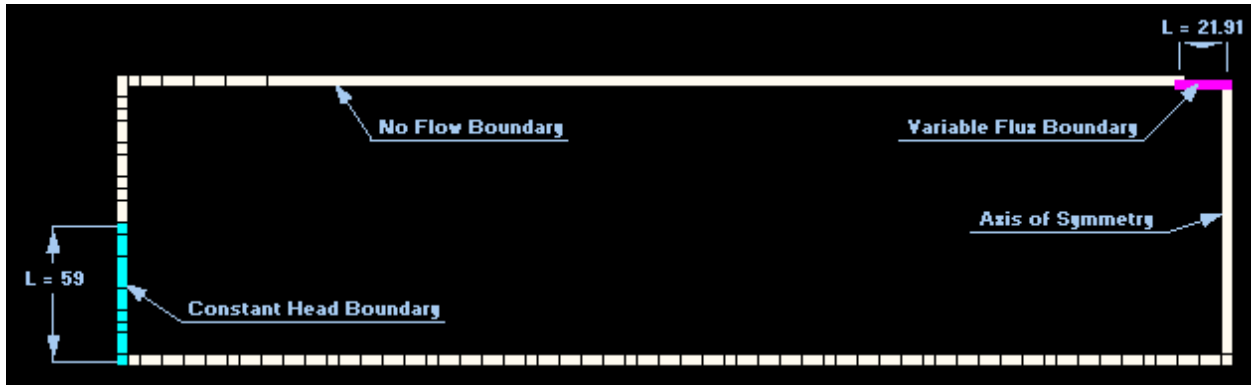 L = 21.91
No Flow Boundary
Variable Flux Boundary
Axis of Symmetry
L = 59
Constant Head Boundary